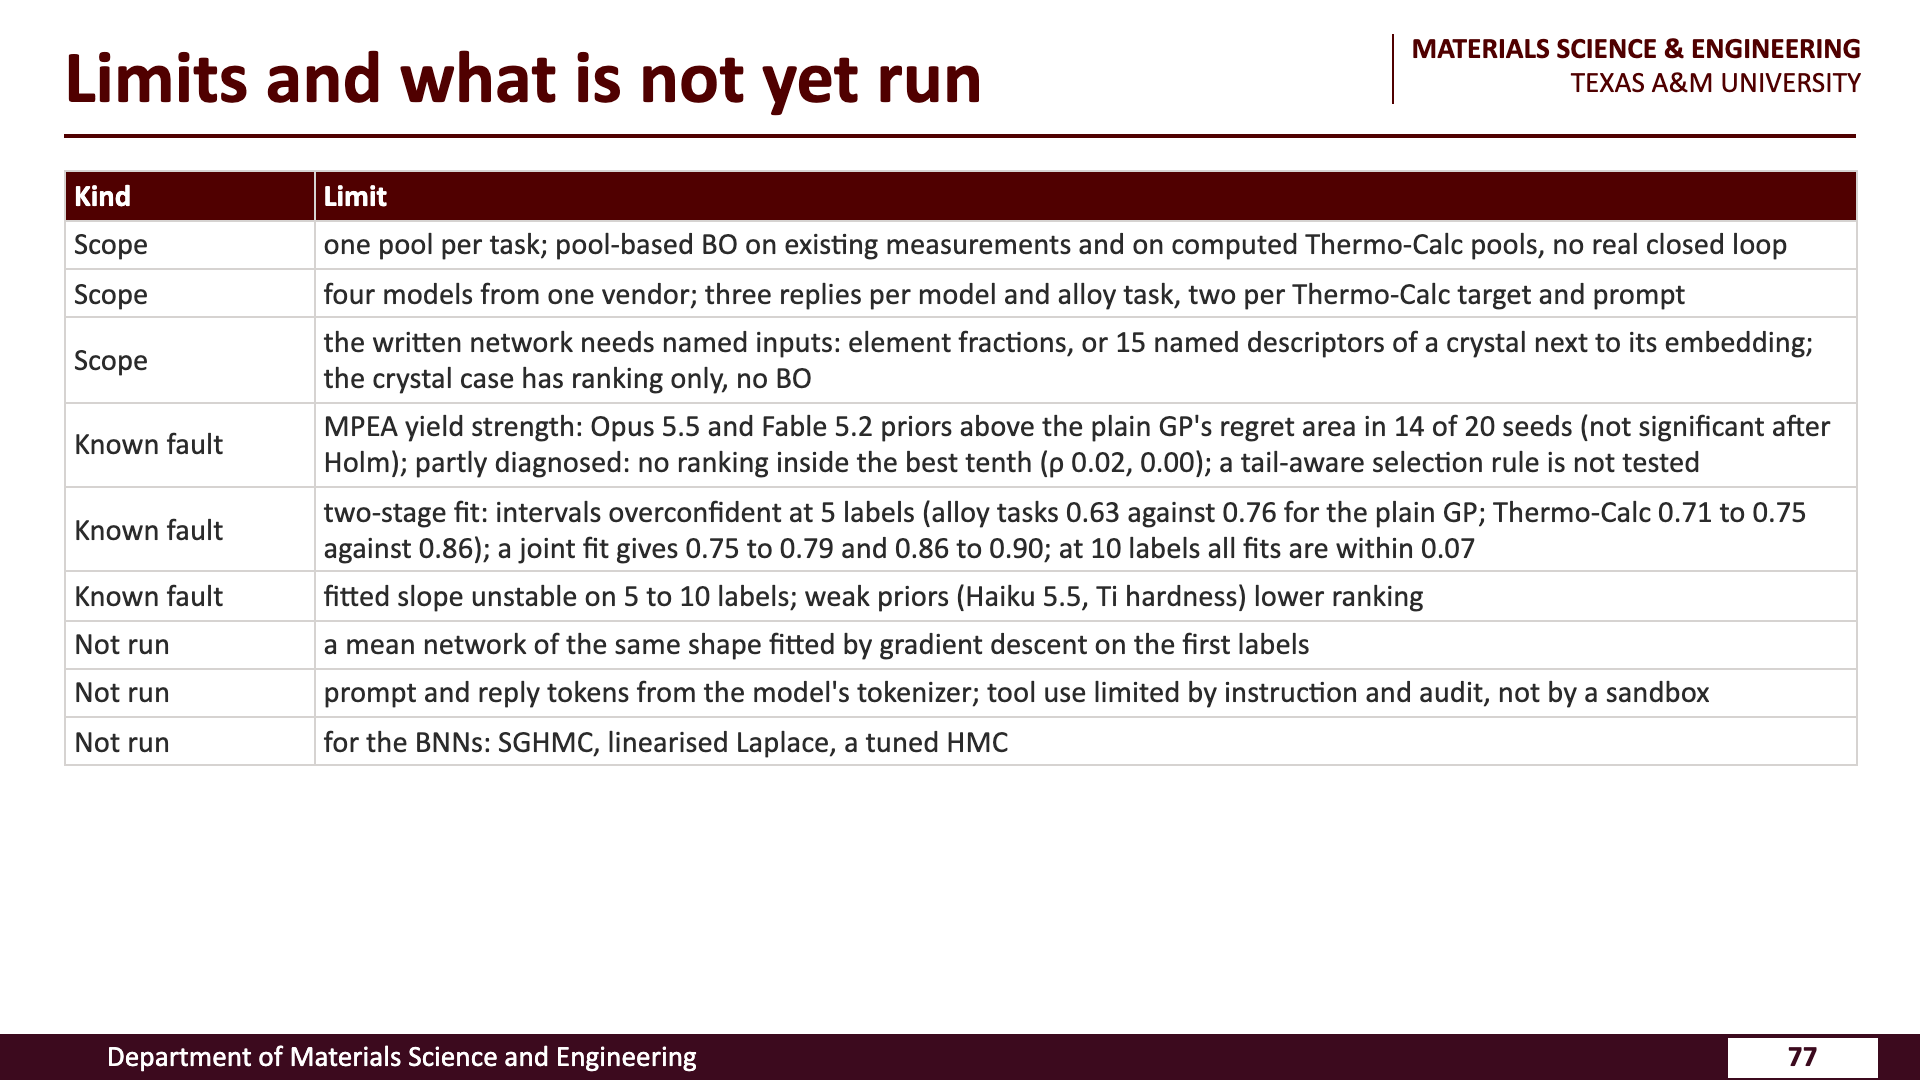 Limits and what is not yet run
MATERIALS SCIENCE & ENGINEERING
TEXAS A&M UNIVERSITY
Kind Limit
Scope one pool per task; pool-based BO on existing measurements and on computed Thermo-Calc pools, no real closed loop
Scope four models from one vendor; three replies per model and alloy task, two per Thermo-Calc target and prompt
Scope the written network needs named inputs: element fractions, or 15 named descriptors of a crystal next to its embedding;
the crystal case has ranking only, no BO
Known fault MPEA yield strength: Opus 5.5 and Fable 5.2 priors above the plain GP's regret area in 14 of 20 seeds (not significant after
Holm); partly diagnosed: no ranking inside the best tenth (ρ 0.02, 0.00); a tail-aware selection rule is not tested
Known fault two-stage fit: intervals overconfident at 5 labels (alloy tasks 0.63 against 0.76 for the plain GP; Thermo-Calc 0.71 to 0.75
against 0.86); a joint fit gives 0.75 to 0.79 and 0.86 to 0.90; at 10 labels all fits are within 0.07
Known fault fitted slope unstable on 5 to 10 labels; weak priors (Haiku 5.5, Ti hardness) lower ranking
Not run a mean network of the same shape fitted by gradient descent on the first labels
Not run prompt and reply tokens from the model's tokenizer; tool use limited by instruction and audit, not by a sandbox
Not run for the BNNs: SGHMC, linearised Laplace, a tuned HMC
Department of Materials Science and Engineering
77